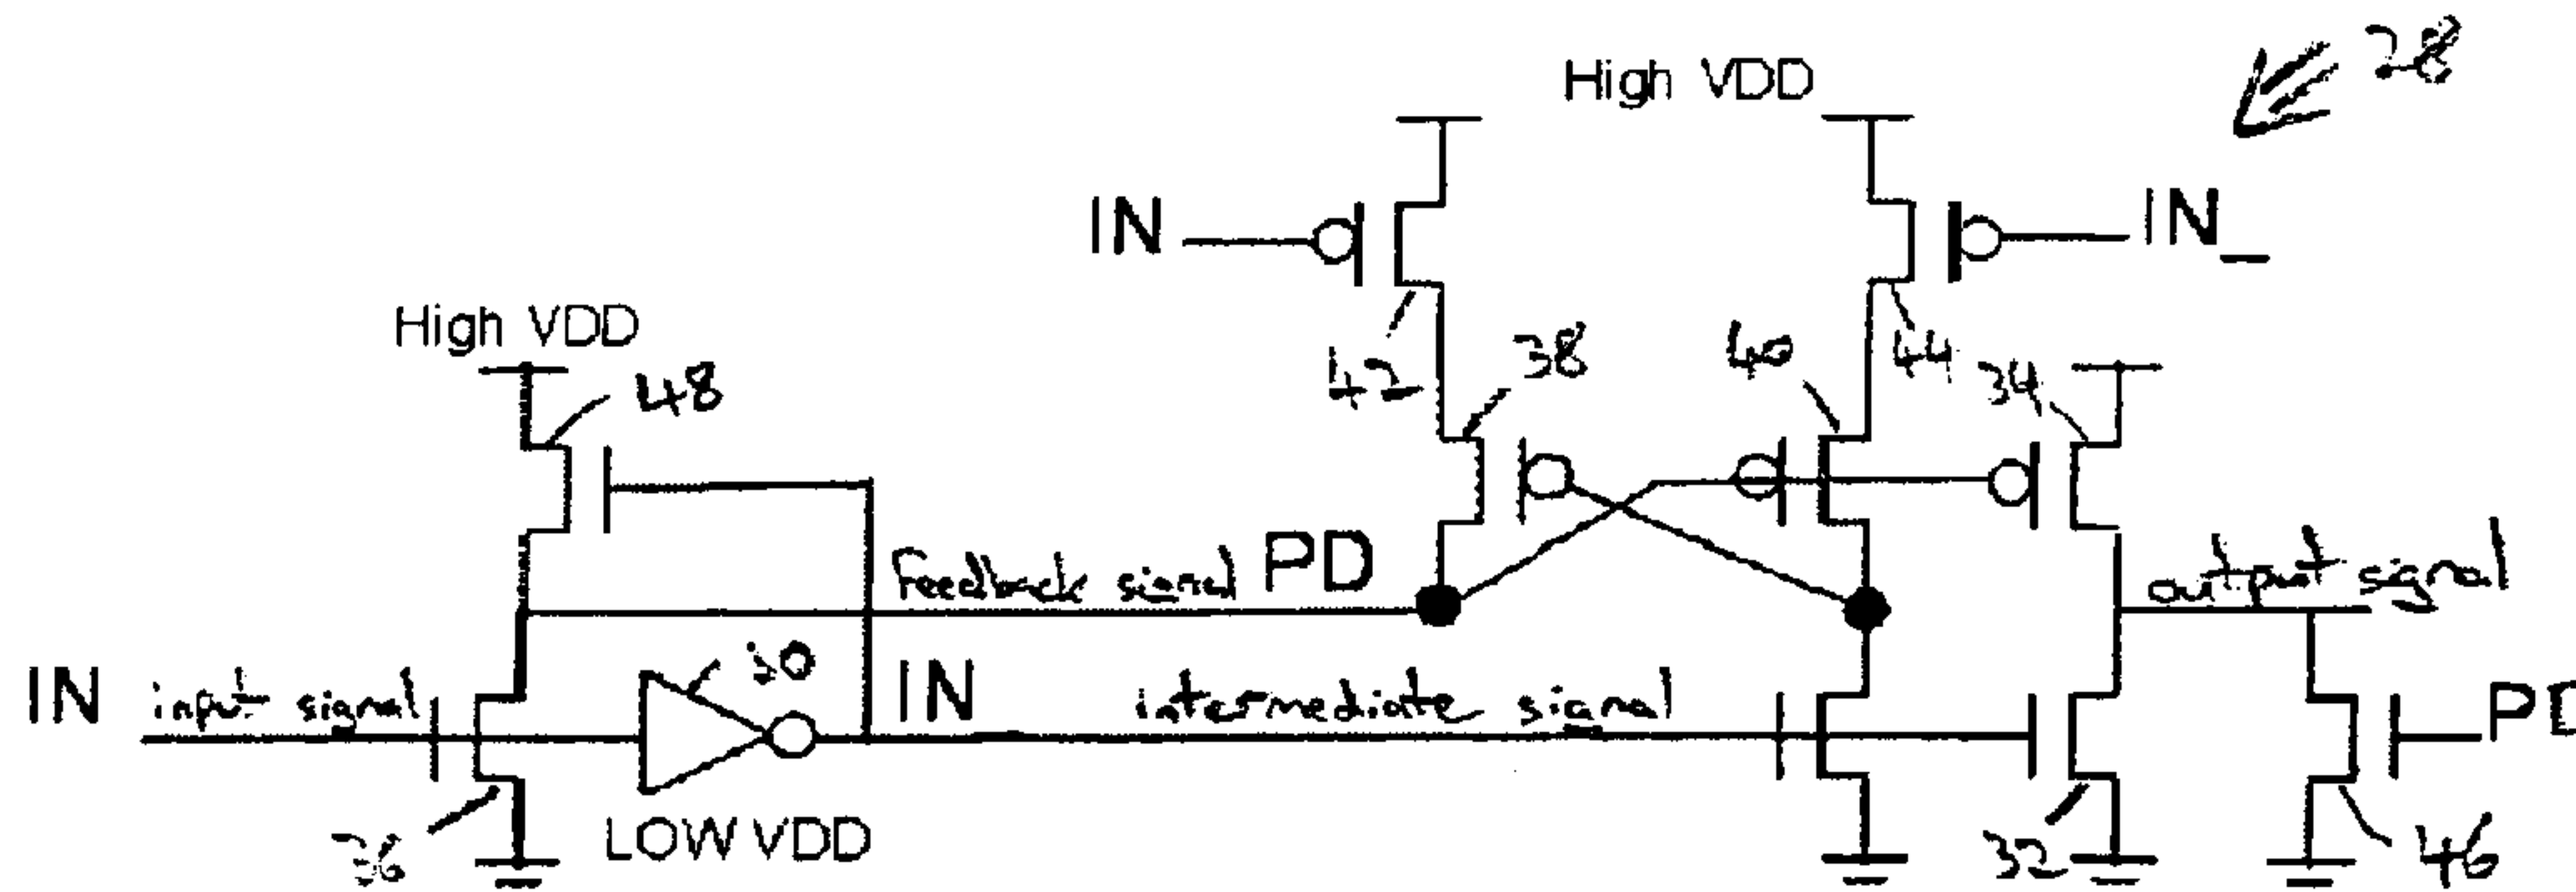 28
High VDD
IN
IN_
High VDD
48
42
38
40
44
34
feedback signal
PD
output signal
IN
input signal
30
IN_
intermediate signal
PD
36
LOW VDD
32
46